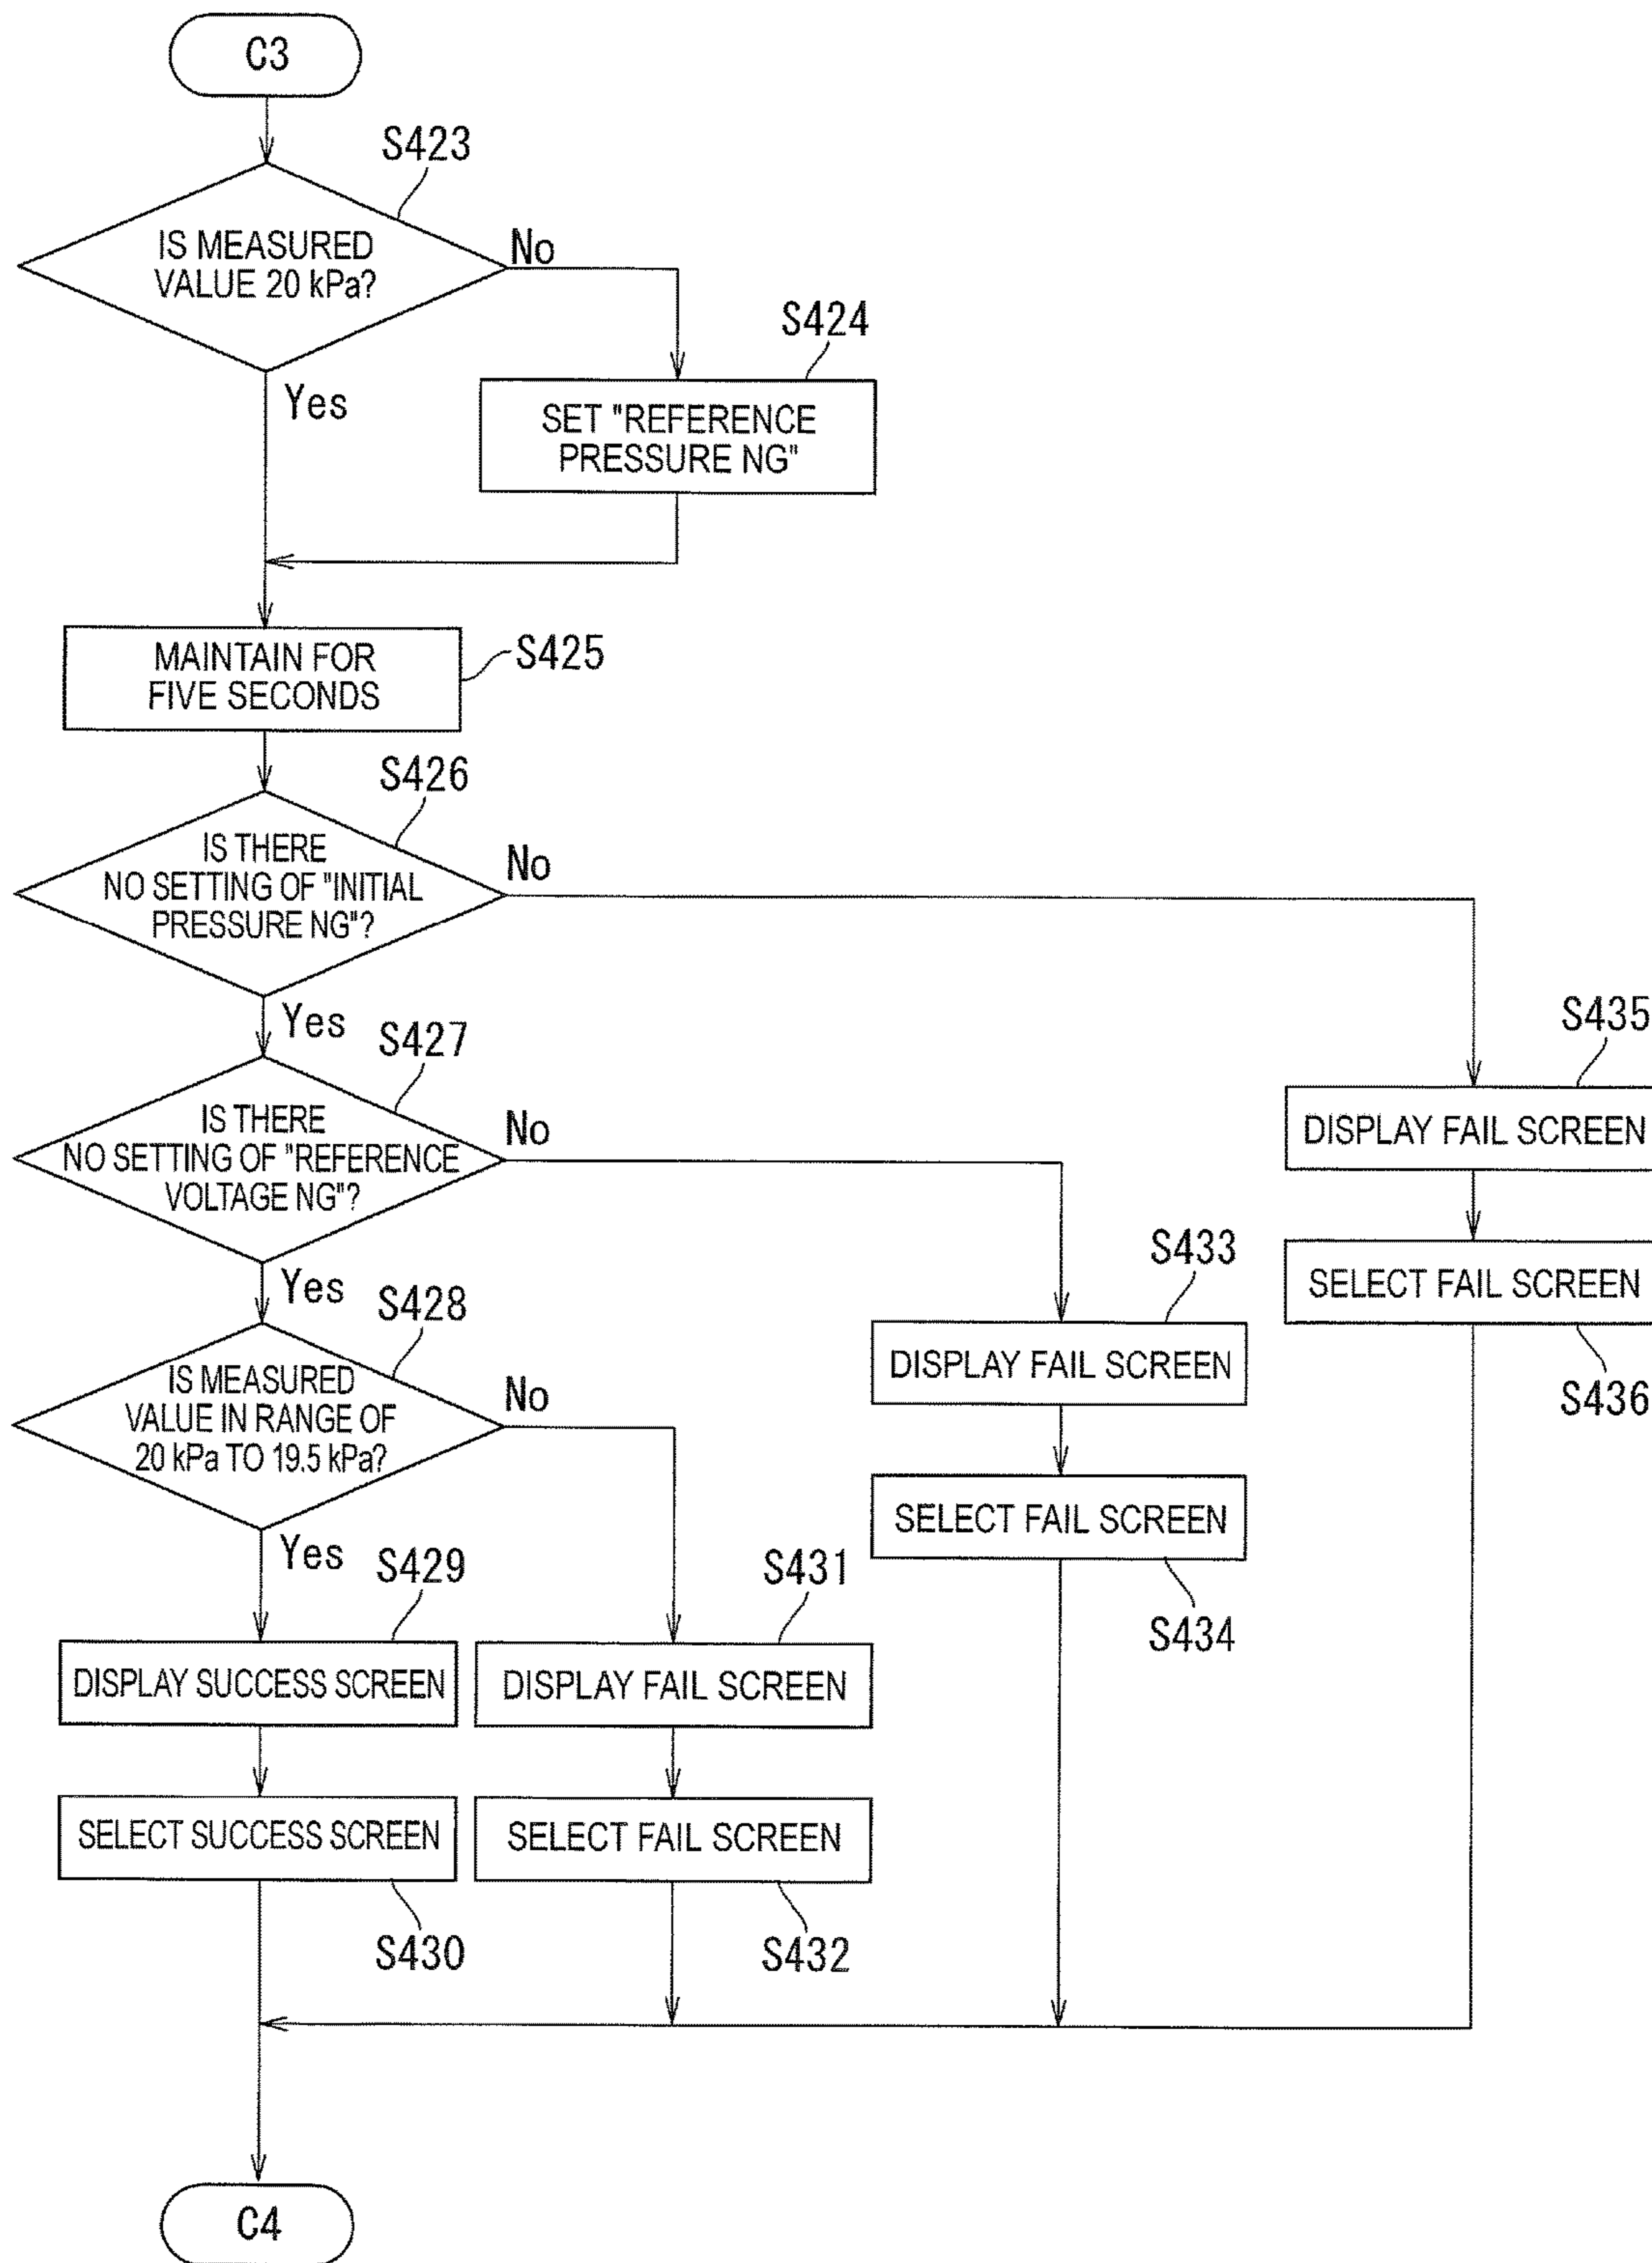 C3
S423
IS MEASURED
VALUE 20 kPa?
No
S424
Yes
SET "REFERENCE
PRESSURE NG"
MAINTAIN FOR
FIVE SECONDS
S425
S426
IS THERE
NO SETTING OF "INITIAL
PRESSURE NG"?
No
Yes
S427
S435
IS THERE
NO SETTING OF "REFERENCE
VOLTAGE NG"?
No
DISPLAY FAIL SCREEN
S433
SELECT FAIL SCREEN
Yes
S428
S436
DISPLAY FAIL SCREEN
IS MEASURED
VALUE IN RANGE OF
20 kPa TO 19.5 kPa?
No
SELECT FAIL SCREEN
Yes
S429
S431
S434
DISPLAY SUCCESS SCREEN
DISPLAY FAIL SCREEN
SELECT SUCCESS SCREEN
SELECT FAIL SCREEN
S430
S432
C4